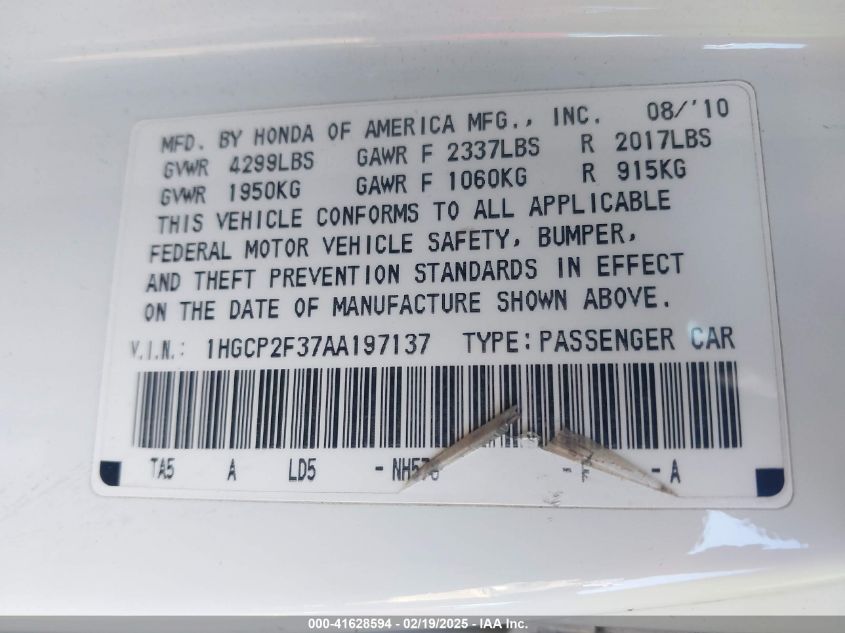 MFD. BY HONDA OF AMERICA MFG., INC. 08/'10
GVWR 4299LBS GAWR F 2337LBS R 2017LBS
GVWR 1950KG GAWR F 1060KG R 915KG
THIS VEHICLE CONFORMS TO ALL APPLICABLE
FEDERAL MOTOR VEHICLE SAFETY, BUMPER,
AND THEFT PREVENTION STANDARDS IN EFFECT
ON THE DATE OF MANUFACTURE SHOWN ABOVE.
V.I.N.: 1HGCP2F37AA197137 TYPE: PASSENGER CAR
TA5 A LD5 - - - A
000-41628594 - 02/19/2025 - IAA Inc.